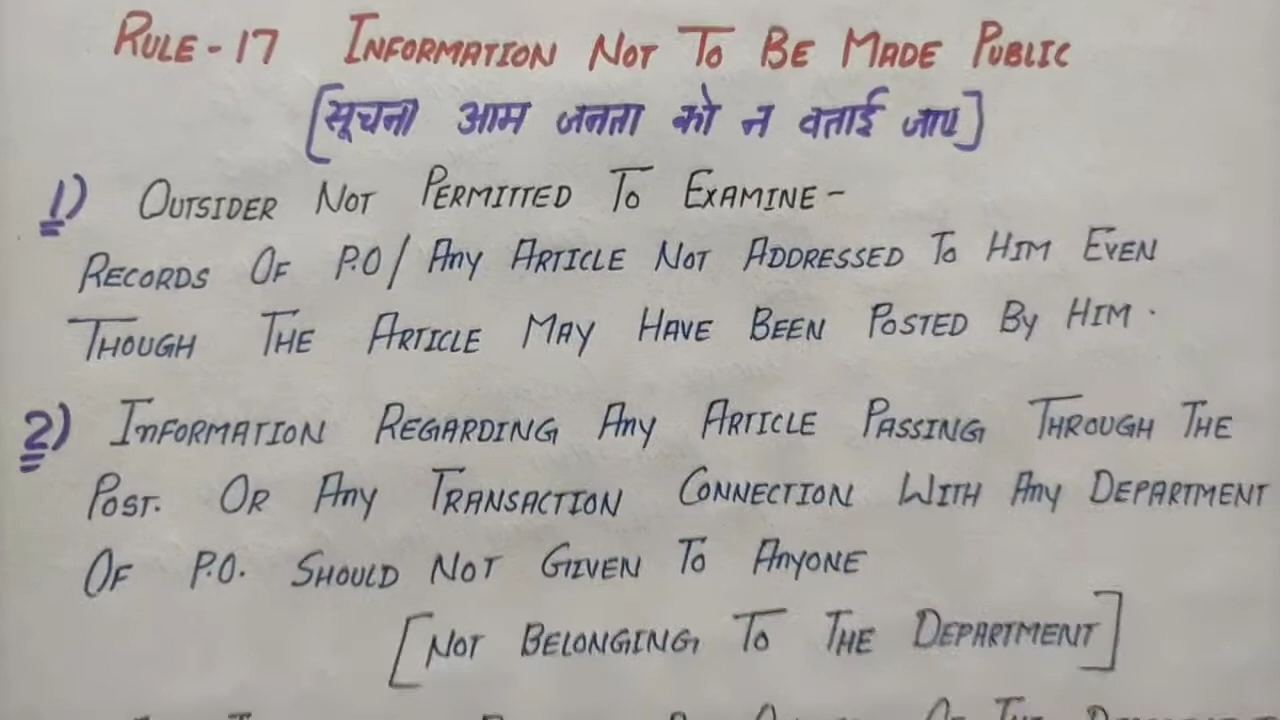 RULE-17 INFORMATION NOT TO BE MADE PUBLIC
[सूचना आम जनता को न बताई जाए]
1) OUTSIDER NOT PERMITTED TO EXAMINE-
RECORDS OF P.O/ ANY ARTICLE NOT ADDRESSED TO HIM EVEN
THOUGH THE ARTICLE MAY HAVE BEEN POSTED BY HIM.
2) INFORMATION REGARDING ANY ARTICLE PASSING THROUGH THE
POST. OR ANY TRANSACTION CONNECTION WITH ANY DEPARTMENT
OF P.O. SHOULD NOT GIVEN TO ANYONE
[NOT BELONGING TO THE DEPARTMENT]